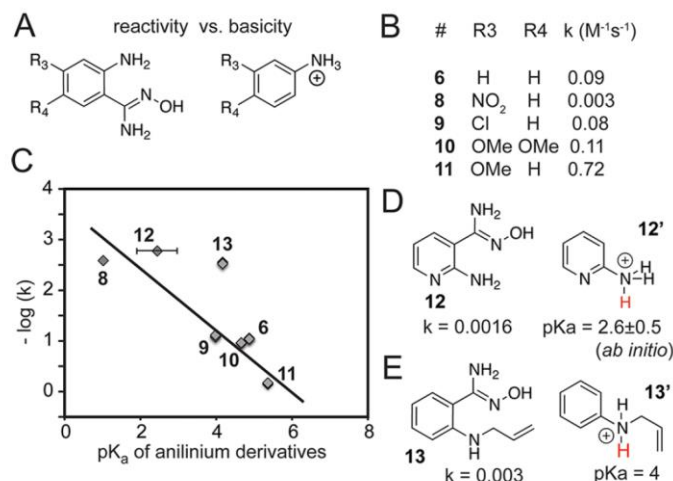 A
reactivity vs. basicity
R₃
NH₂
R₄
N
OH
NH₂
R₃
NH₃
⊕
R₄
B
# R3 R4 k (M⁻¹s⁻¹)
6 H H 0.09
8 NO₂ H 0.003
9 Cl H 0.08
10 OMe OMe 0.11
11 OMe H 0.72
C
- log (k)
4
3
2
1
0
0 2 4 6 8
pKₐ of anilinium derivatives
12
13
8
6
9
10
11
D
NH₂
N
OH
N
NH₂
12
k = 0.0016
12’
N
⊕
N
H
H
H
pKa = 2.6±0.5
(ab initio)
E
NH₂
N
OH
N
H
13
k = 0.003
13’
H
N
⊕
H
pKa = 4